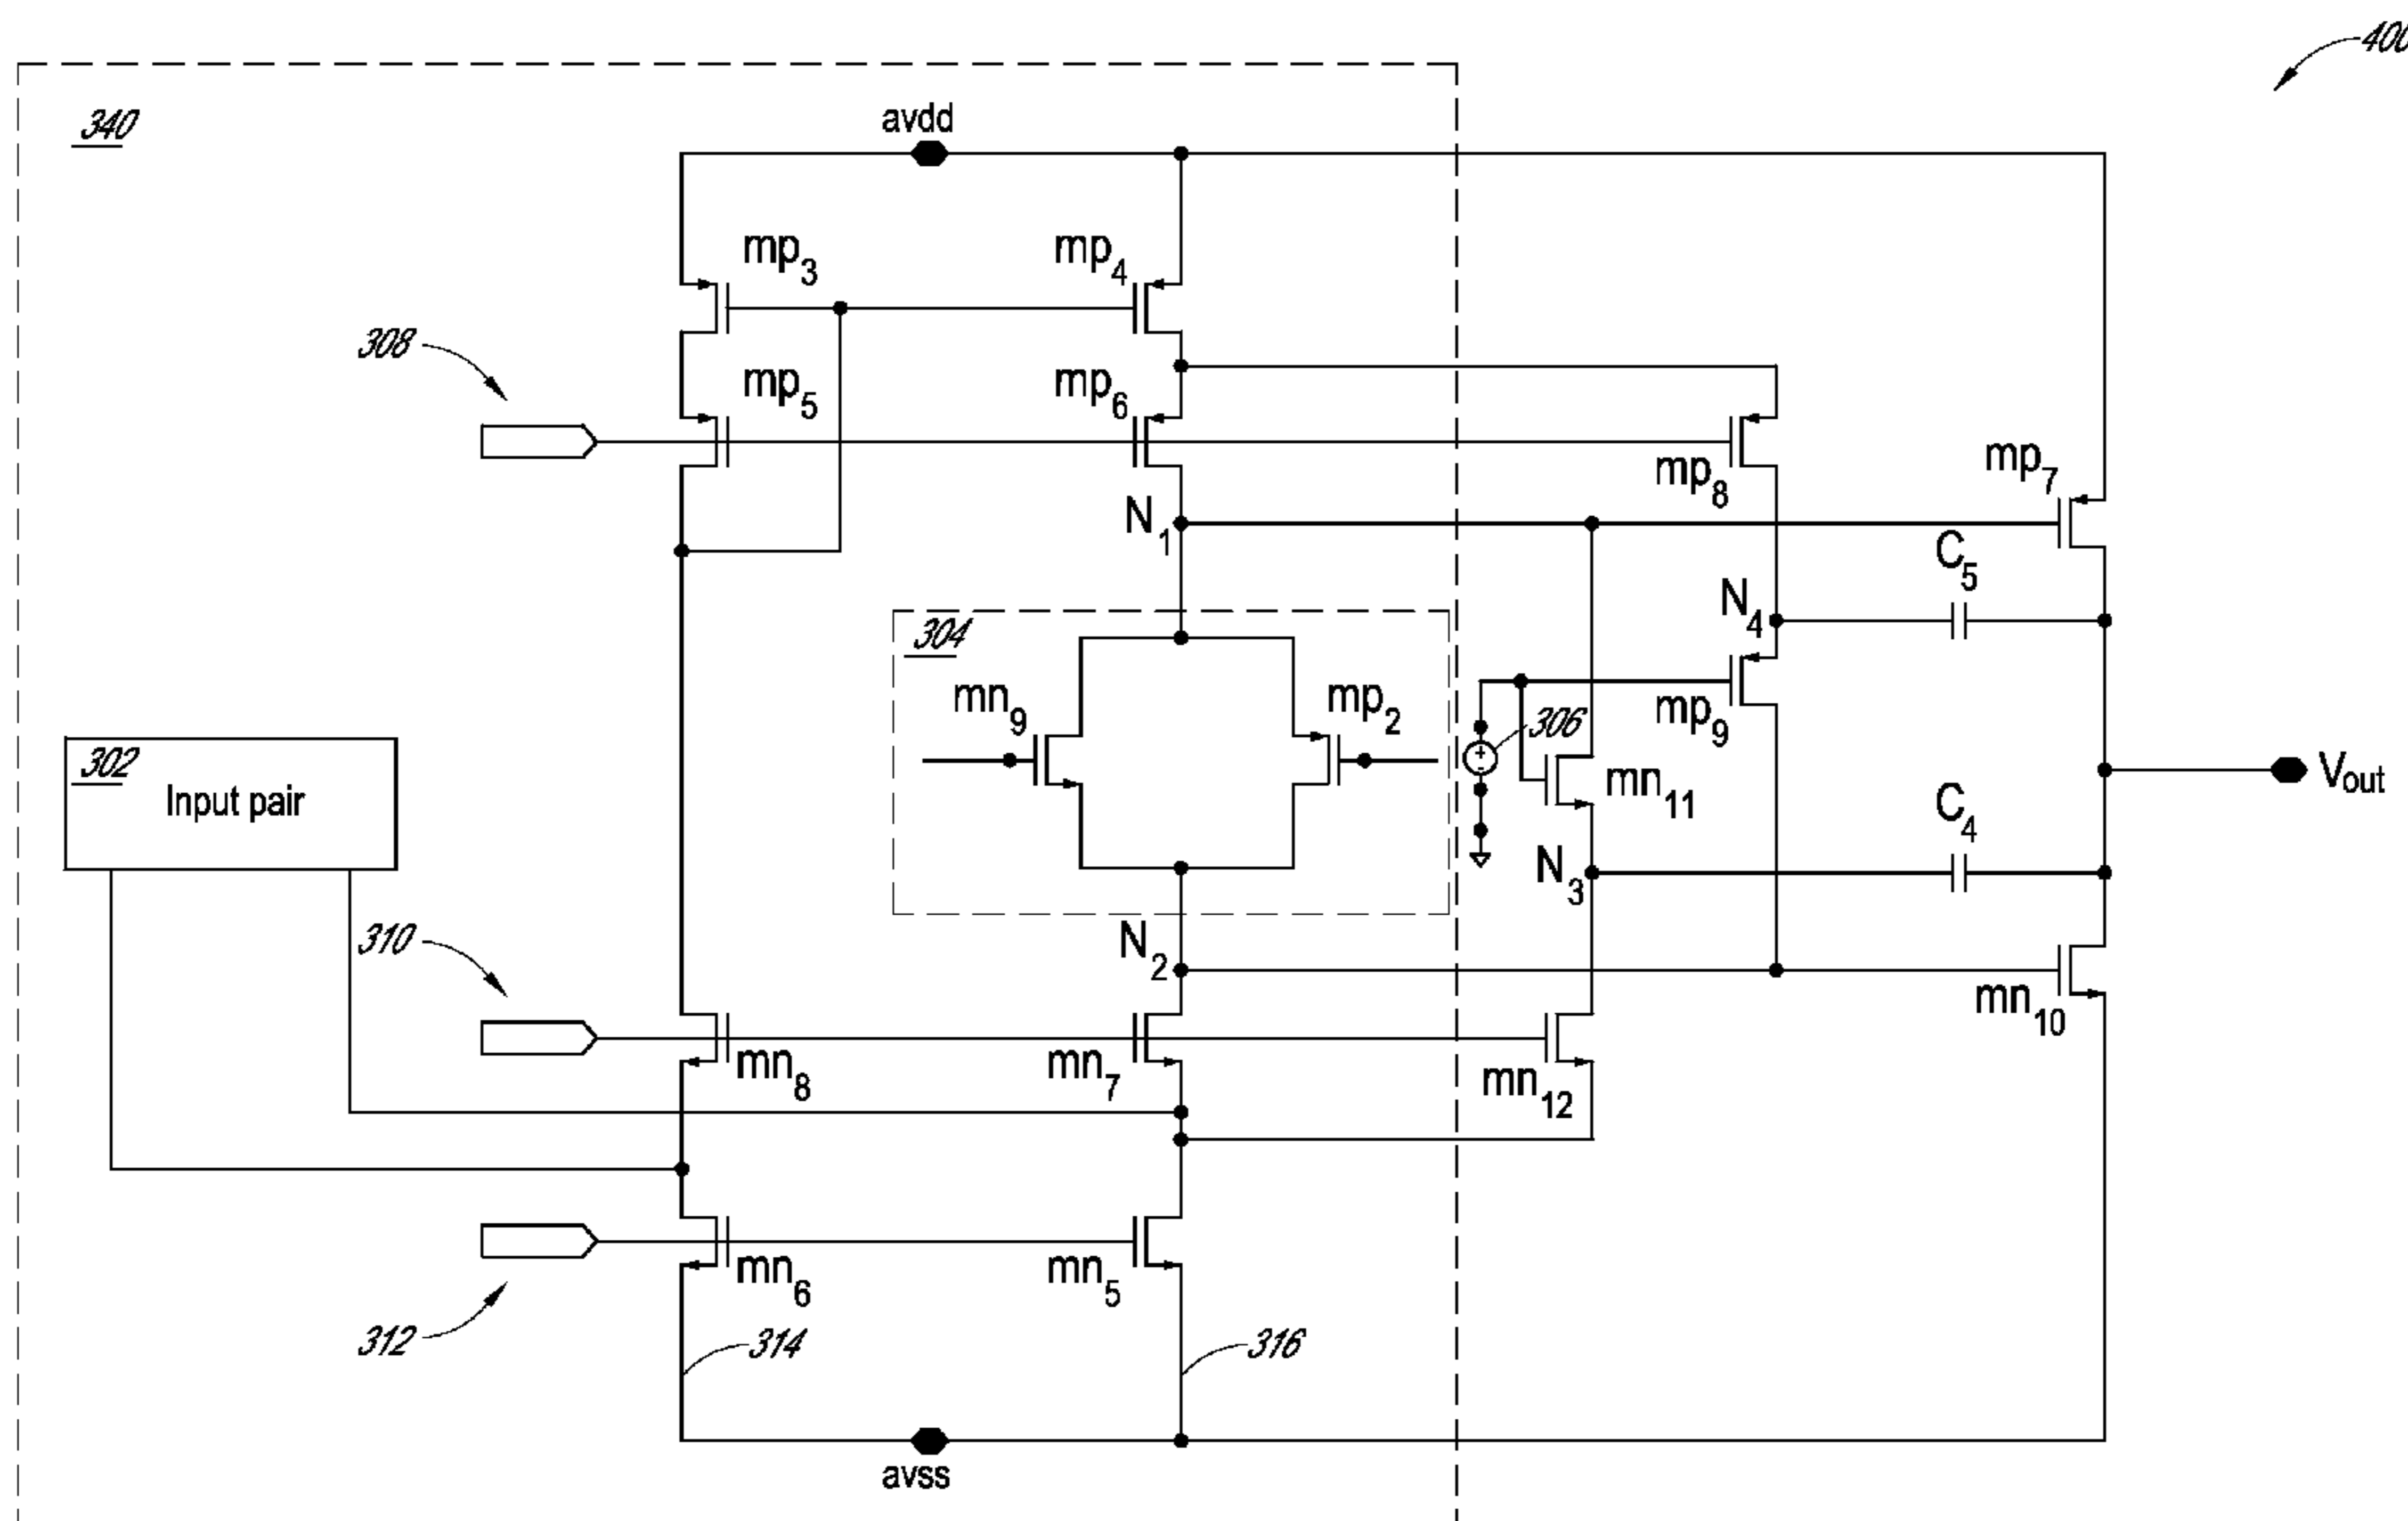 400
340
avdd
mp3
mp4
308
mp5
mp6
mp8
mp7
N1
C5
N4
304
mn9
mp2
306
mp9
302
Input pair
mn11
Vout
C4
N3
310
N2
mn10
mn8
mn7
mn12
mn6
mn5
312
314
316
avss